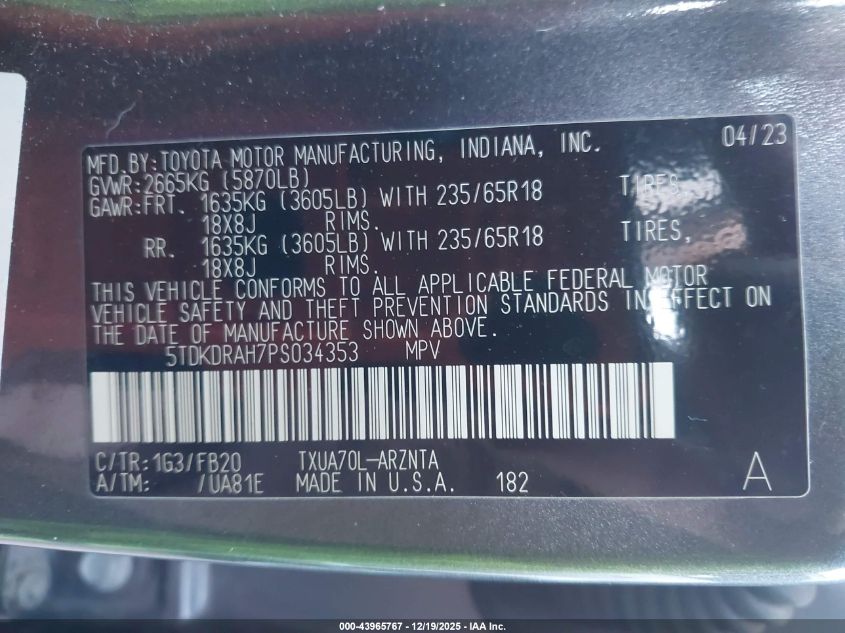 MFD.BY:TOYOTA MOTOR MANUFACTURING, INDIANA, INC. 04/23
GVWR:2665KG (5870LB)
GAWR:FRT. 1635KG (3605LB) WITH 235/65R18 TIRES,
18X8J RIMS.
RR. 1635KG (3605LB) WITH 235/65R18 TIRES,
18X8J RIMS.
THIS VEHICLE CONFORMS TO ALL APPLICABLE FEDERAL MOTOR
VEHICLE SAFETY AND THEFT PREVENTION STANDARDS IN EFFECT ON
THE DATE OF MANUFACTURE SHOWN ABOVE.
5TDKDRAH7PS034353 MPV
C/TR:1G3/FB20 TXUA70L-ARZNTA
A/TM: /UA81E MADE IN U.S.A. 182 A
000-43965767 - 12/19/2025 - IAA Inc.